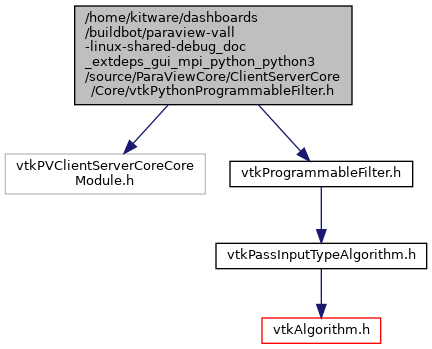 /home/kitware/dashboards
/buildbot/paraview-vall
-linux-shared-debug_doc
_extdeps_gui_mpi_python_python3
/source/ParaViewCore/ClientServerCore
/Core/vtkPythonProgrammableFilter.h
vtkPVClientServerCoreCore
Module.h
vtkProgrammableFilter.h
vtkPassInputTypeAlgorithm.h
vtkAlgorithm.h